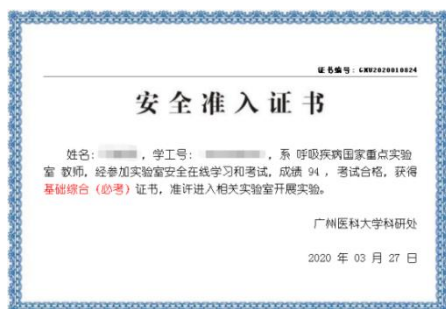 证书编号：GMU2020010824
安全准入证书
姓名： ，学工号： ，系 呼吸疾病国家重点实验
室 教师，经参加实验室安全在线学习和考试，成绩 94 ，考试合格，获得
基础综合（必考）证书，准许进入相关实验室开展实验。
广州医科大学科研处
2020 年 03 月 27 日